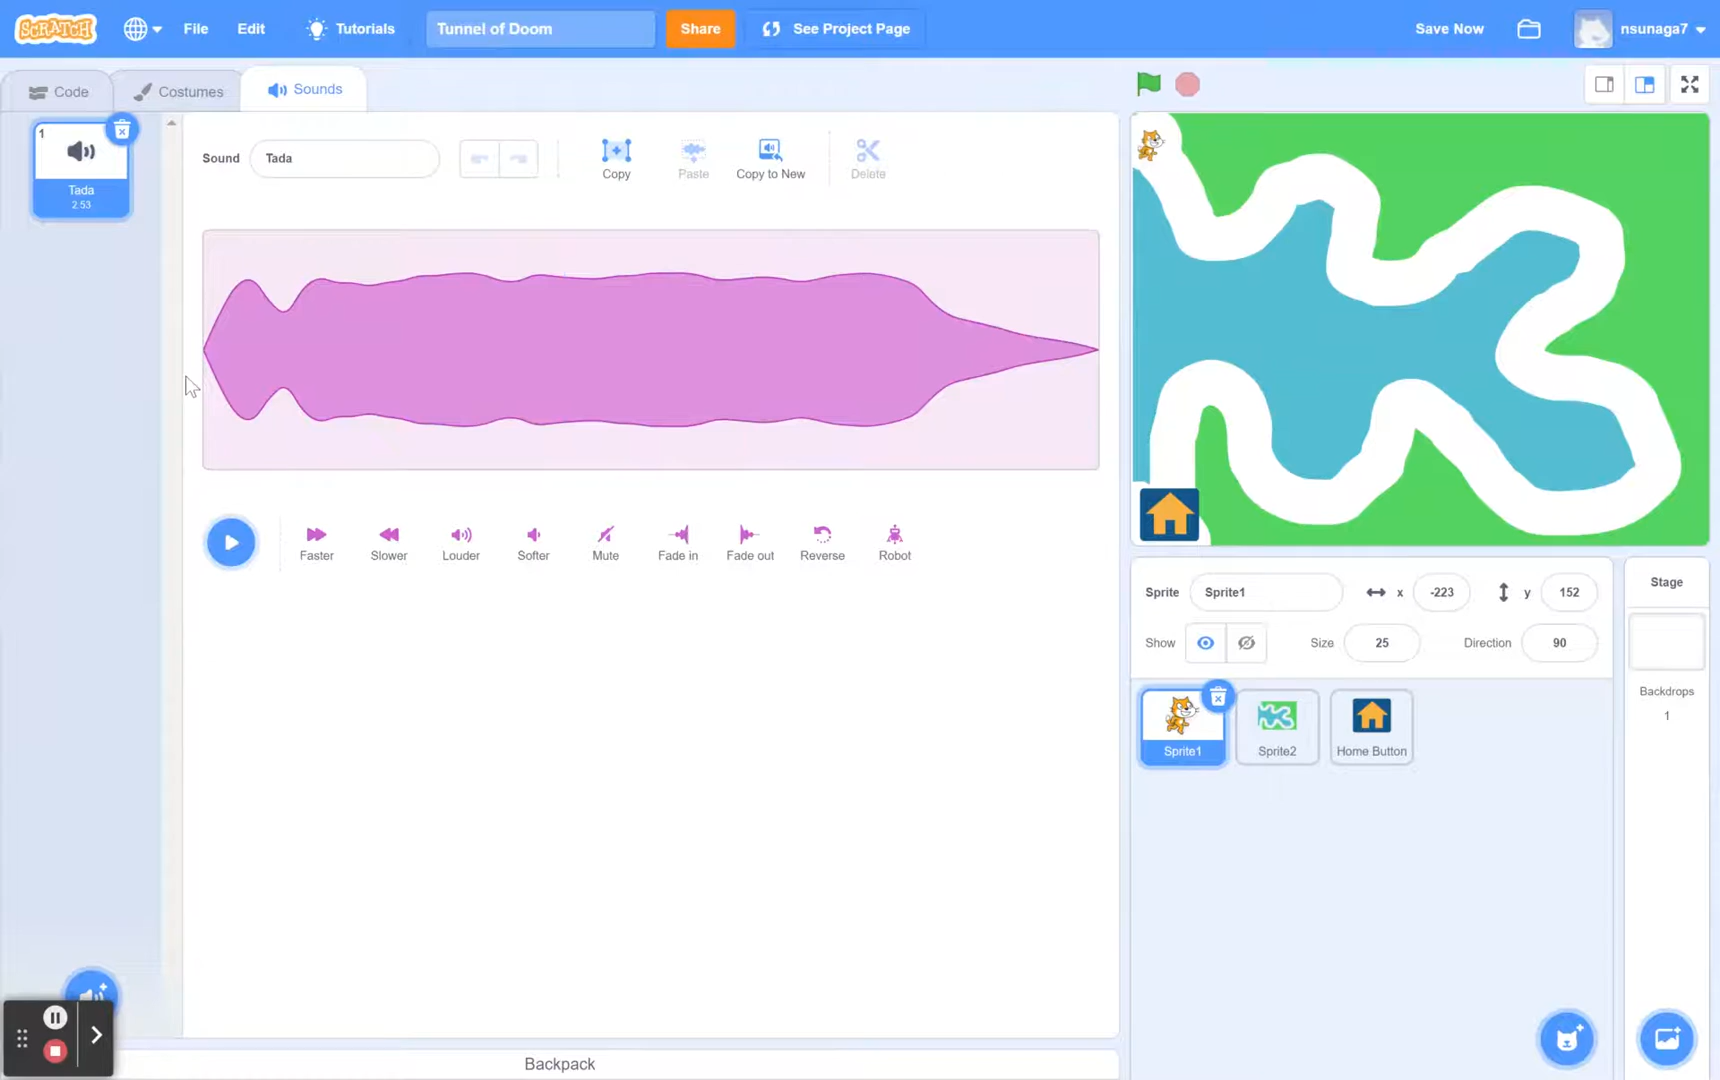 SCRATCH File Edit Tutorials Tunnel of Doom Share See Project Page Save Now nsunaga7
Code Costumes Sounds
1
Tada
2.53
Sound Tada
Copy Paste Copy to New Delete
Faster Slower Louder Softer Mute Fade in Fade out Reverse Robot
Sprite Sprite1 x -223 y 152
Show Size 25 Direction 90
Sprite1 Sprite2 Home Button
Stage
Backdrops
1
Backpack